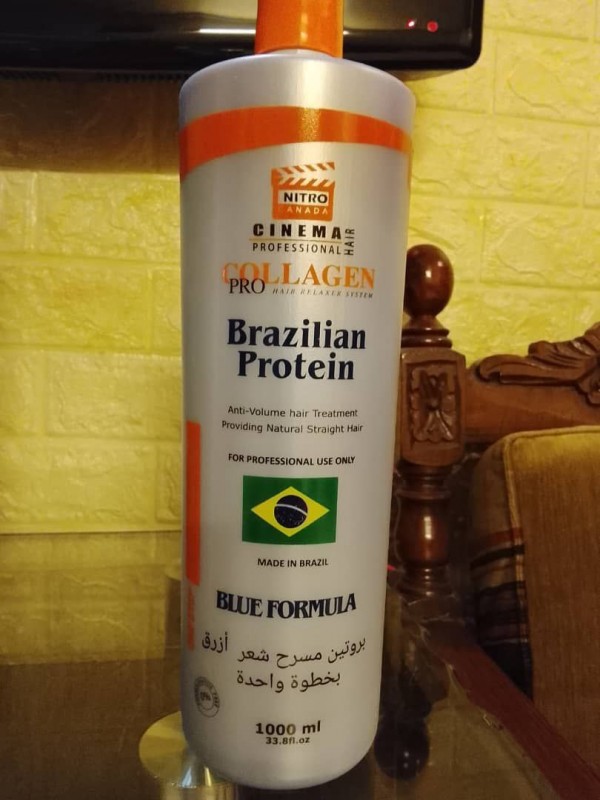 NITRO
CANADA
CINEMA
PROFESSIONAL
HAIR
COLLAGEN
PRO HAIR RELAXER SYSTEM
Brazilian
Protein
Anti-Volume hair Treatment
Providing Natural Straight Hair
FOR PROFESSIONAL USE ONLY
MADE IN BRAZIL
BLUE FORMULA
بروتين مسرح شعر أزرق
بخطوة واحدة
1000 ml
33.8fl.oz